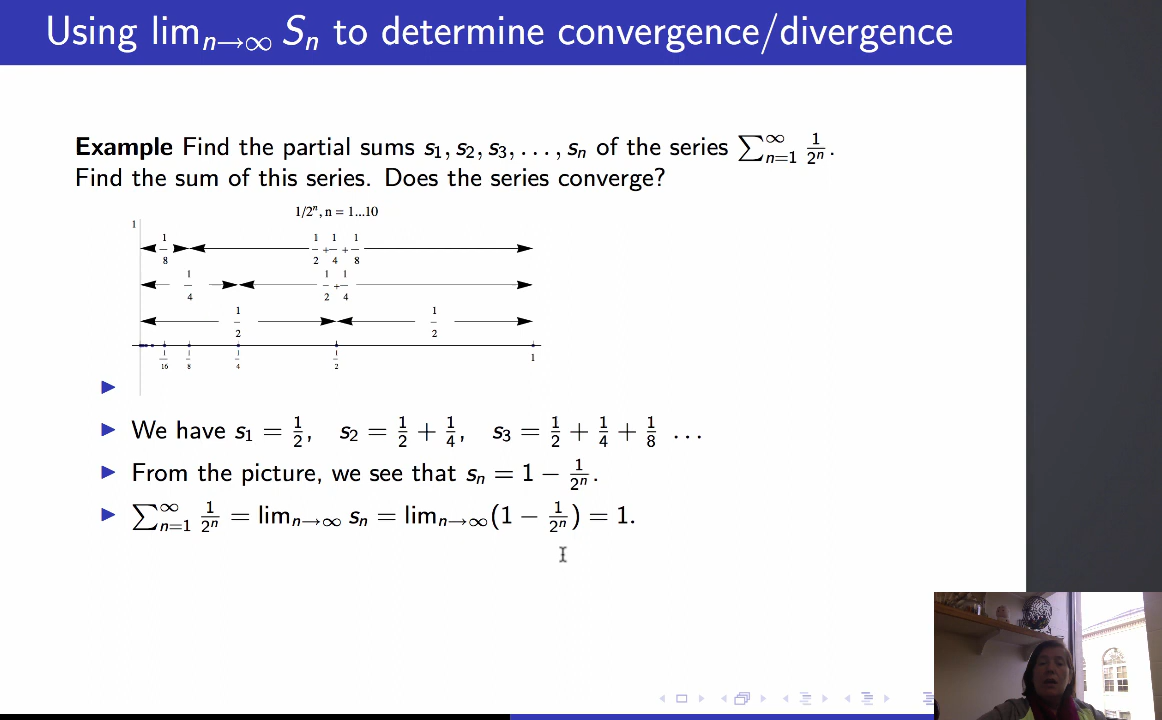 Using lim_{n→∞} S_n to determine convergence/divergence
Example Find the partial sums s_1, s_2, s_3, . . . , s_n of the series ∑_{n=1}^{∞} 1/2^n.
Find the sum of this series. Does the series converge?
1/2^n, n = 1...10
1
1/8 1/2 + 1/4 + 1/8
1/4 1/2 + 1/4
1/2 1/2
1/16 1/8 1/4 1/2 1
We have s_1 = 1/2, s_2 = 1/2 + 1/4, s_3 = 1/2 + 1/4 + 1/8 . . .
From the picture, we see that s_n = 1 − 1/2^n.
∑_{n=1}^{∞} 1/2^n = lim_{n→∞} s_n = lim_{n→∞}(1 − 1/2^n) = 1.